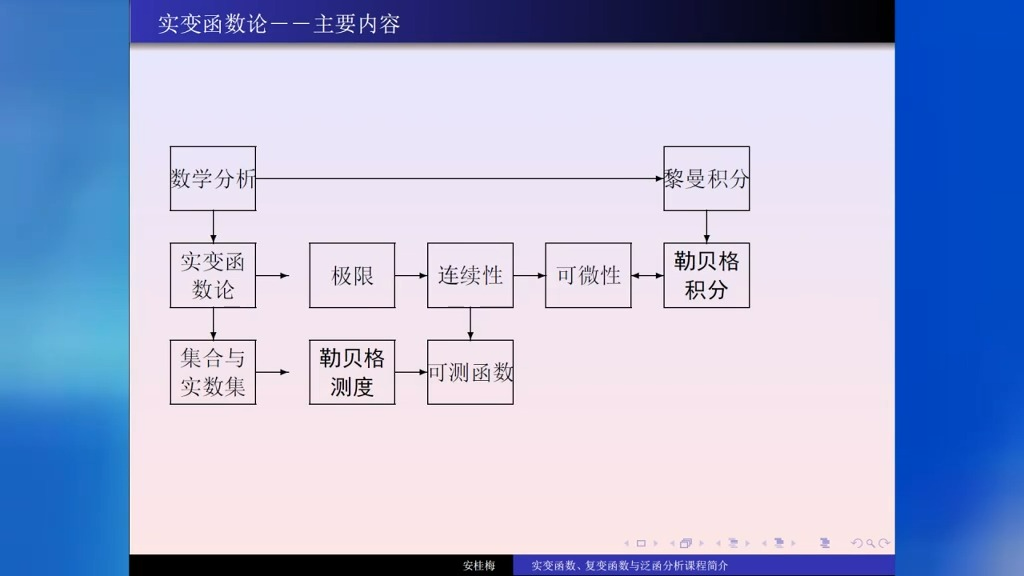 实变函数论－－主要内容
数学分析
黎曼积分
实变函
数论
极限
连续性
可微性
勒贝格
积分
集合与
实数集
勒贝格
测度
可测函数
安桂梅
实变函数、复变函数与泛函分析课程简介